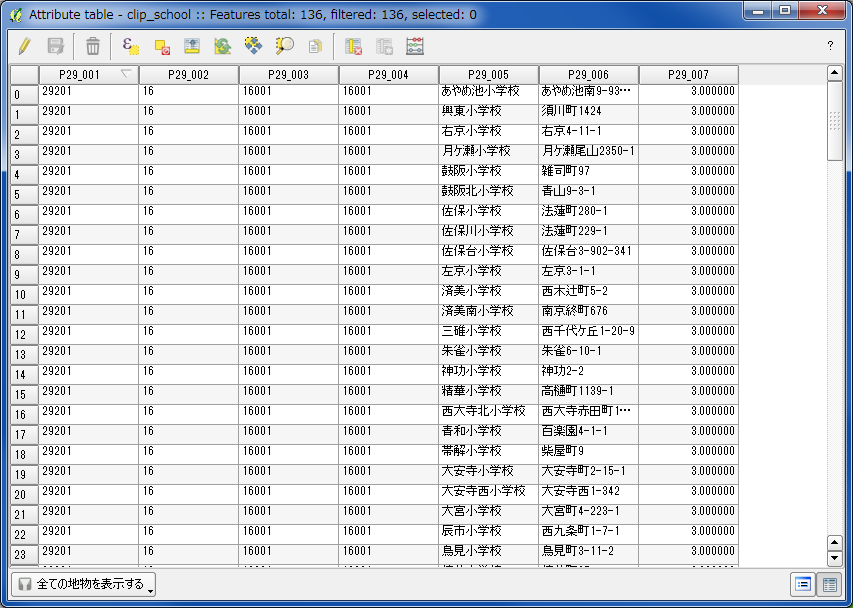 Attribute table - clip_school :: Features total: 136, filtered: 136, selected: 0
?
P29_001 P29_002 P29_003 P29_004 P29_005 P29_006 P29_007
0 29201 16 16001 16001 あやめ池小学校 あやめ池南9-93… 3.000000
1 29201 16 16001 16001 興東小学校 須川町1424 3.000000
2 29201 16 16001 16001 右京小学校 右京4-11-1 3.000000
3 29201 16 16001 16001 月ケ瀬小学校 月ケ瀬尾山2350-1 3.000000
4 29201 16 16001 16001 鼓阪小学校 雑司町97 3.000000
5 29201 16 16001 16001 鼓阪北小学校 青山9-3-1 3.000000
6 29201 16 16001 16001 佐保小学校 法蓮町280-1 3.000000
7 29201 16 16001 16001 佐保川小学校 法蓮町229-1 3.000000
8 29201 16 16001 16001 佐保台小学校 佐保台3-902-341 3.000000
9 29201 16 16001 16001 左京小学校 左京3-1-1 3.000000
10 29201 16 16001 16001 済美小学校 西木辻町5-2 3.000000
11 29201 16 16001 16001 済美南小学校 南京終町676 3.000000
12 29201 16 16001 16001 三碓小学校 西千代ケ丘1-20-9 3.000000
13 29201 16 16001 16001 朱雀小学校 朱雀6-10-1 3.000000
14 29201 16 16001 16001 神功小学校 神功2-2 3.000000
15 29201 16 16001 16001 精華小学校 高樋町1139-1 3.000000
16 29201 16 16001 16001 西大寺北小学校 西大寺赤田町1… 3.000000
17 29201 16 16001 16001 青和小学校 百楽園4-1-1 3.000000
18 29201 16 16001 16001 帯解小学校 柴屋町9 3.000000
19 29201 16 16001 16001 大安寺小学校 大安寺町2-15-1 3.000000
20 29201 16 16001 16001 大安寺西小学校 大安寺西1-342 3.000000
21 29201 16 16001 16001 大宮小学校 大宮町4-223-1 3.000000
22 29201 16 16001 16001 辰市小学校 西九条町1-7-1 3.000000
23 29201 16 16001 16001 鳥見小学校 鳥見町3-11-2 3.000000
全ての地物を表示する